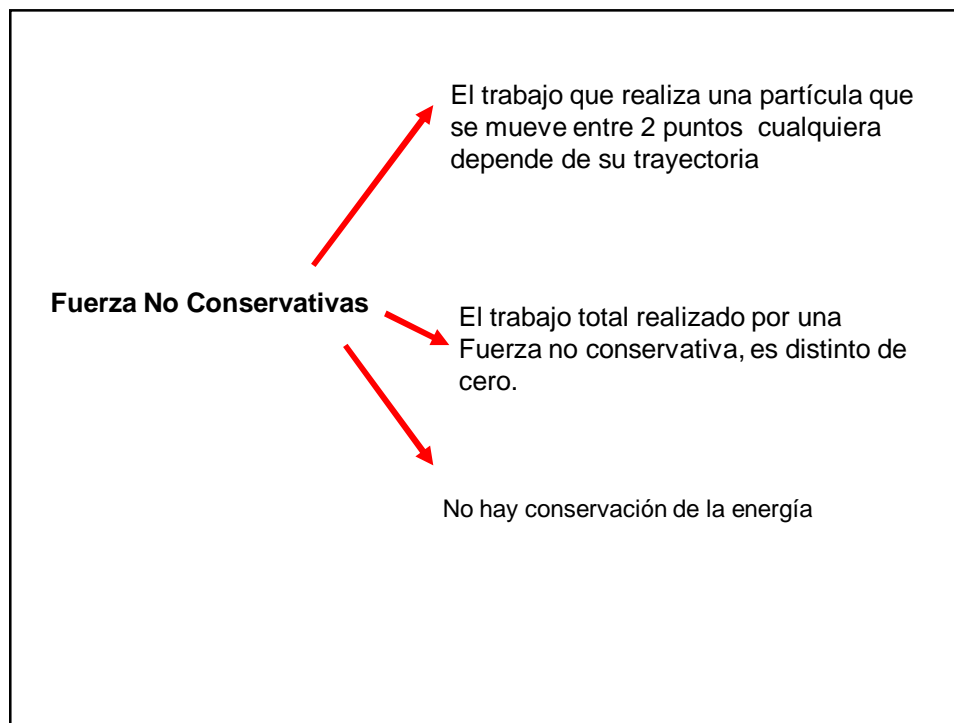 El trabajo que realiza una partícula que
se mueve entre 2 puntos cualquiera
depende de su trayectoria
Fuerza No Conservativas
El trabajo total realizado por una
Fuerza no conservativa, es distinto de
cero.
No hay conservación de la energía